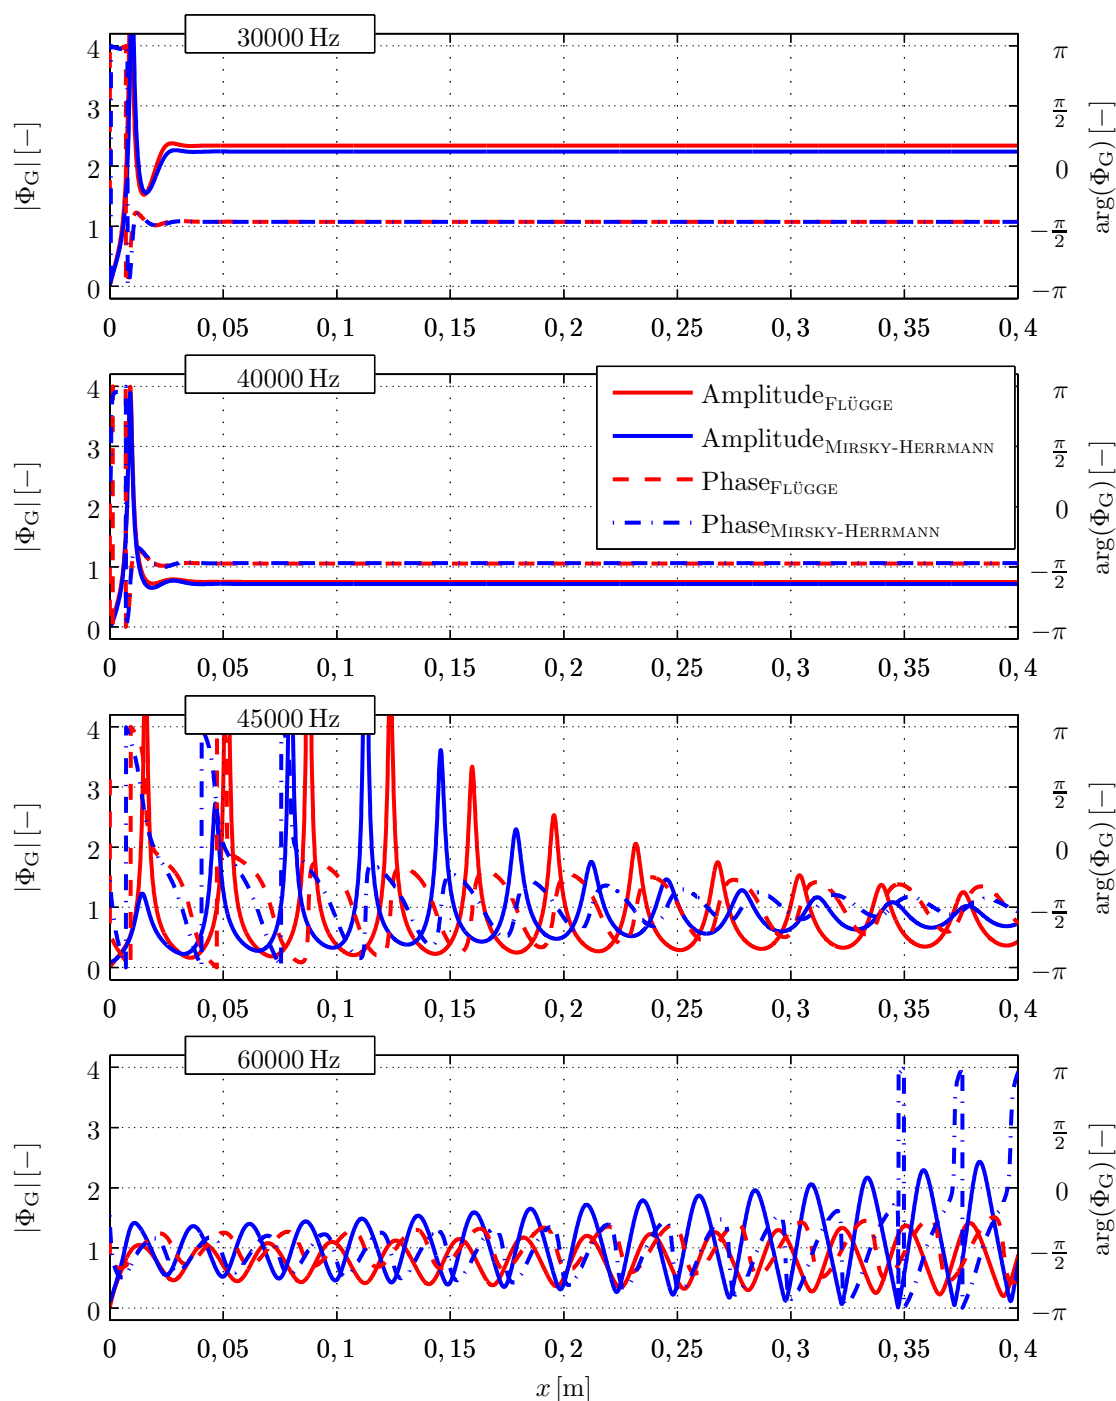 30000 Hz
4
3
2
1
0
|Φ_G| [−]
π
π/2
0
−π/2
−π
arg(Φ_G) [−]
0 0,05 0,1 0,15 0,2 0,25 0,3 0,35 0,4
40000 Hz
4
3
2
1
0
|Φ_G| [−]
Amplitude_FLÜGGE
Amplitude_MIRSKY-HERRMANN
Phase_FLÜGGE
Phase_MIRSKY-HERRMANN
π
π/2
0
−π/2
−π
arg(Φ_G) [−]
0 0,05 0,1 0,15 0,2 0,25 0,3 0,35 0,4
45000 Hz
4
3
2
1
0
|Φ_G| [−]
π
π/2
0
−π/2
−π
arg(Φ_G) [−]
0 0,05 0,1 0,15 0,2 0,25 0,3 0,35 0,4
60000 Hz
4
3
2
1
0
|Φ_G| [−]
π
π/2
0
−π/2
−π
arg(Φ_G) [−]
0 0,05 0,1 0,15 0,2 0,25 0,3 0,35 0,4
x [m]